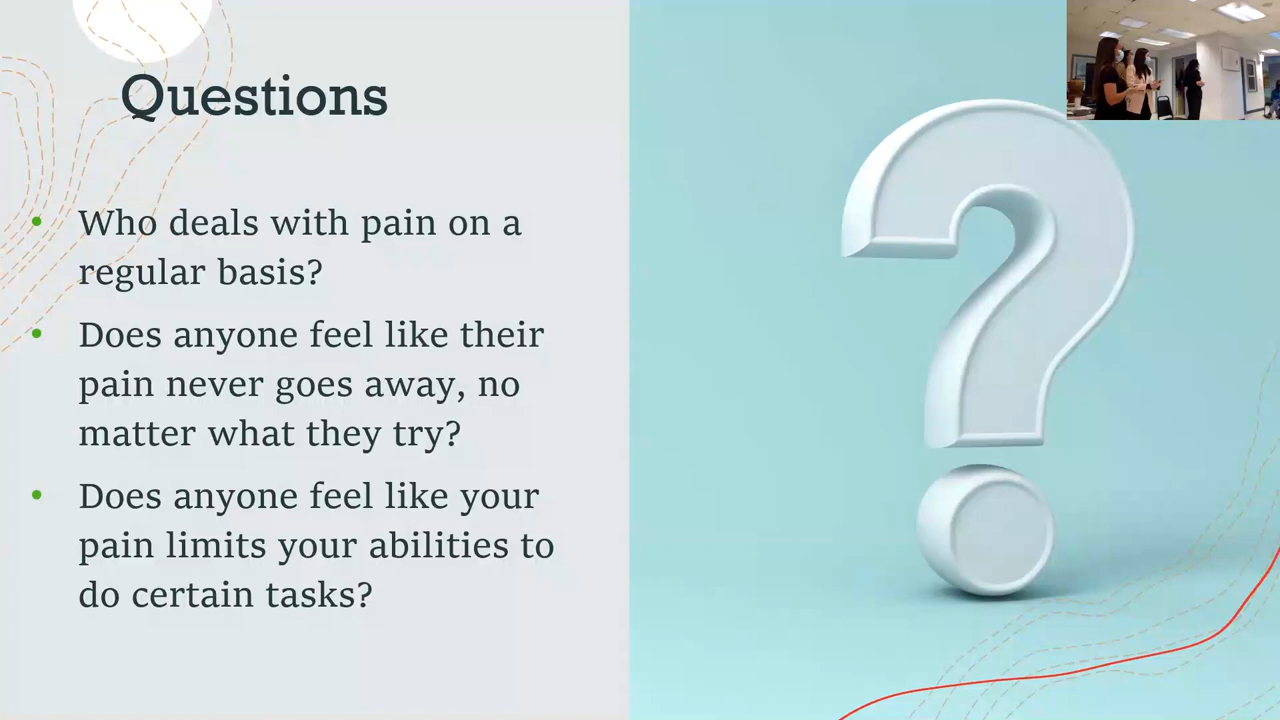 Questions
• Who deals with pain on a
regular basis?
• Does anyone feel like their
pain never goes away, no
matter what they try?
• Does anyone feel like your
pain limits your abilities to
do certain tasks?